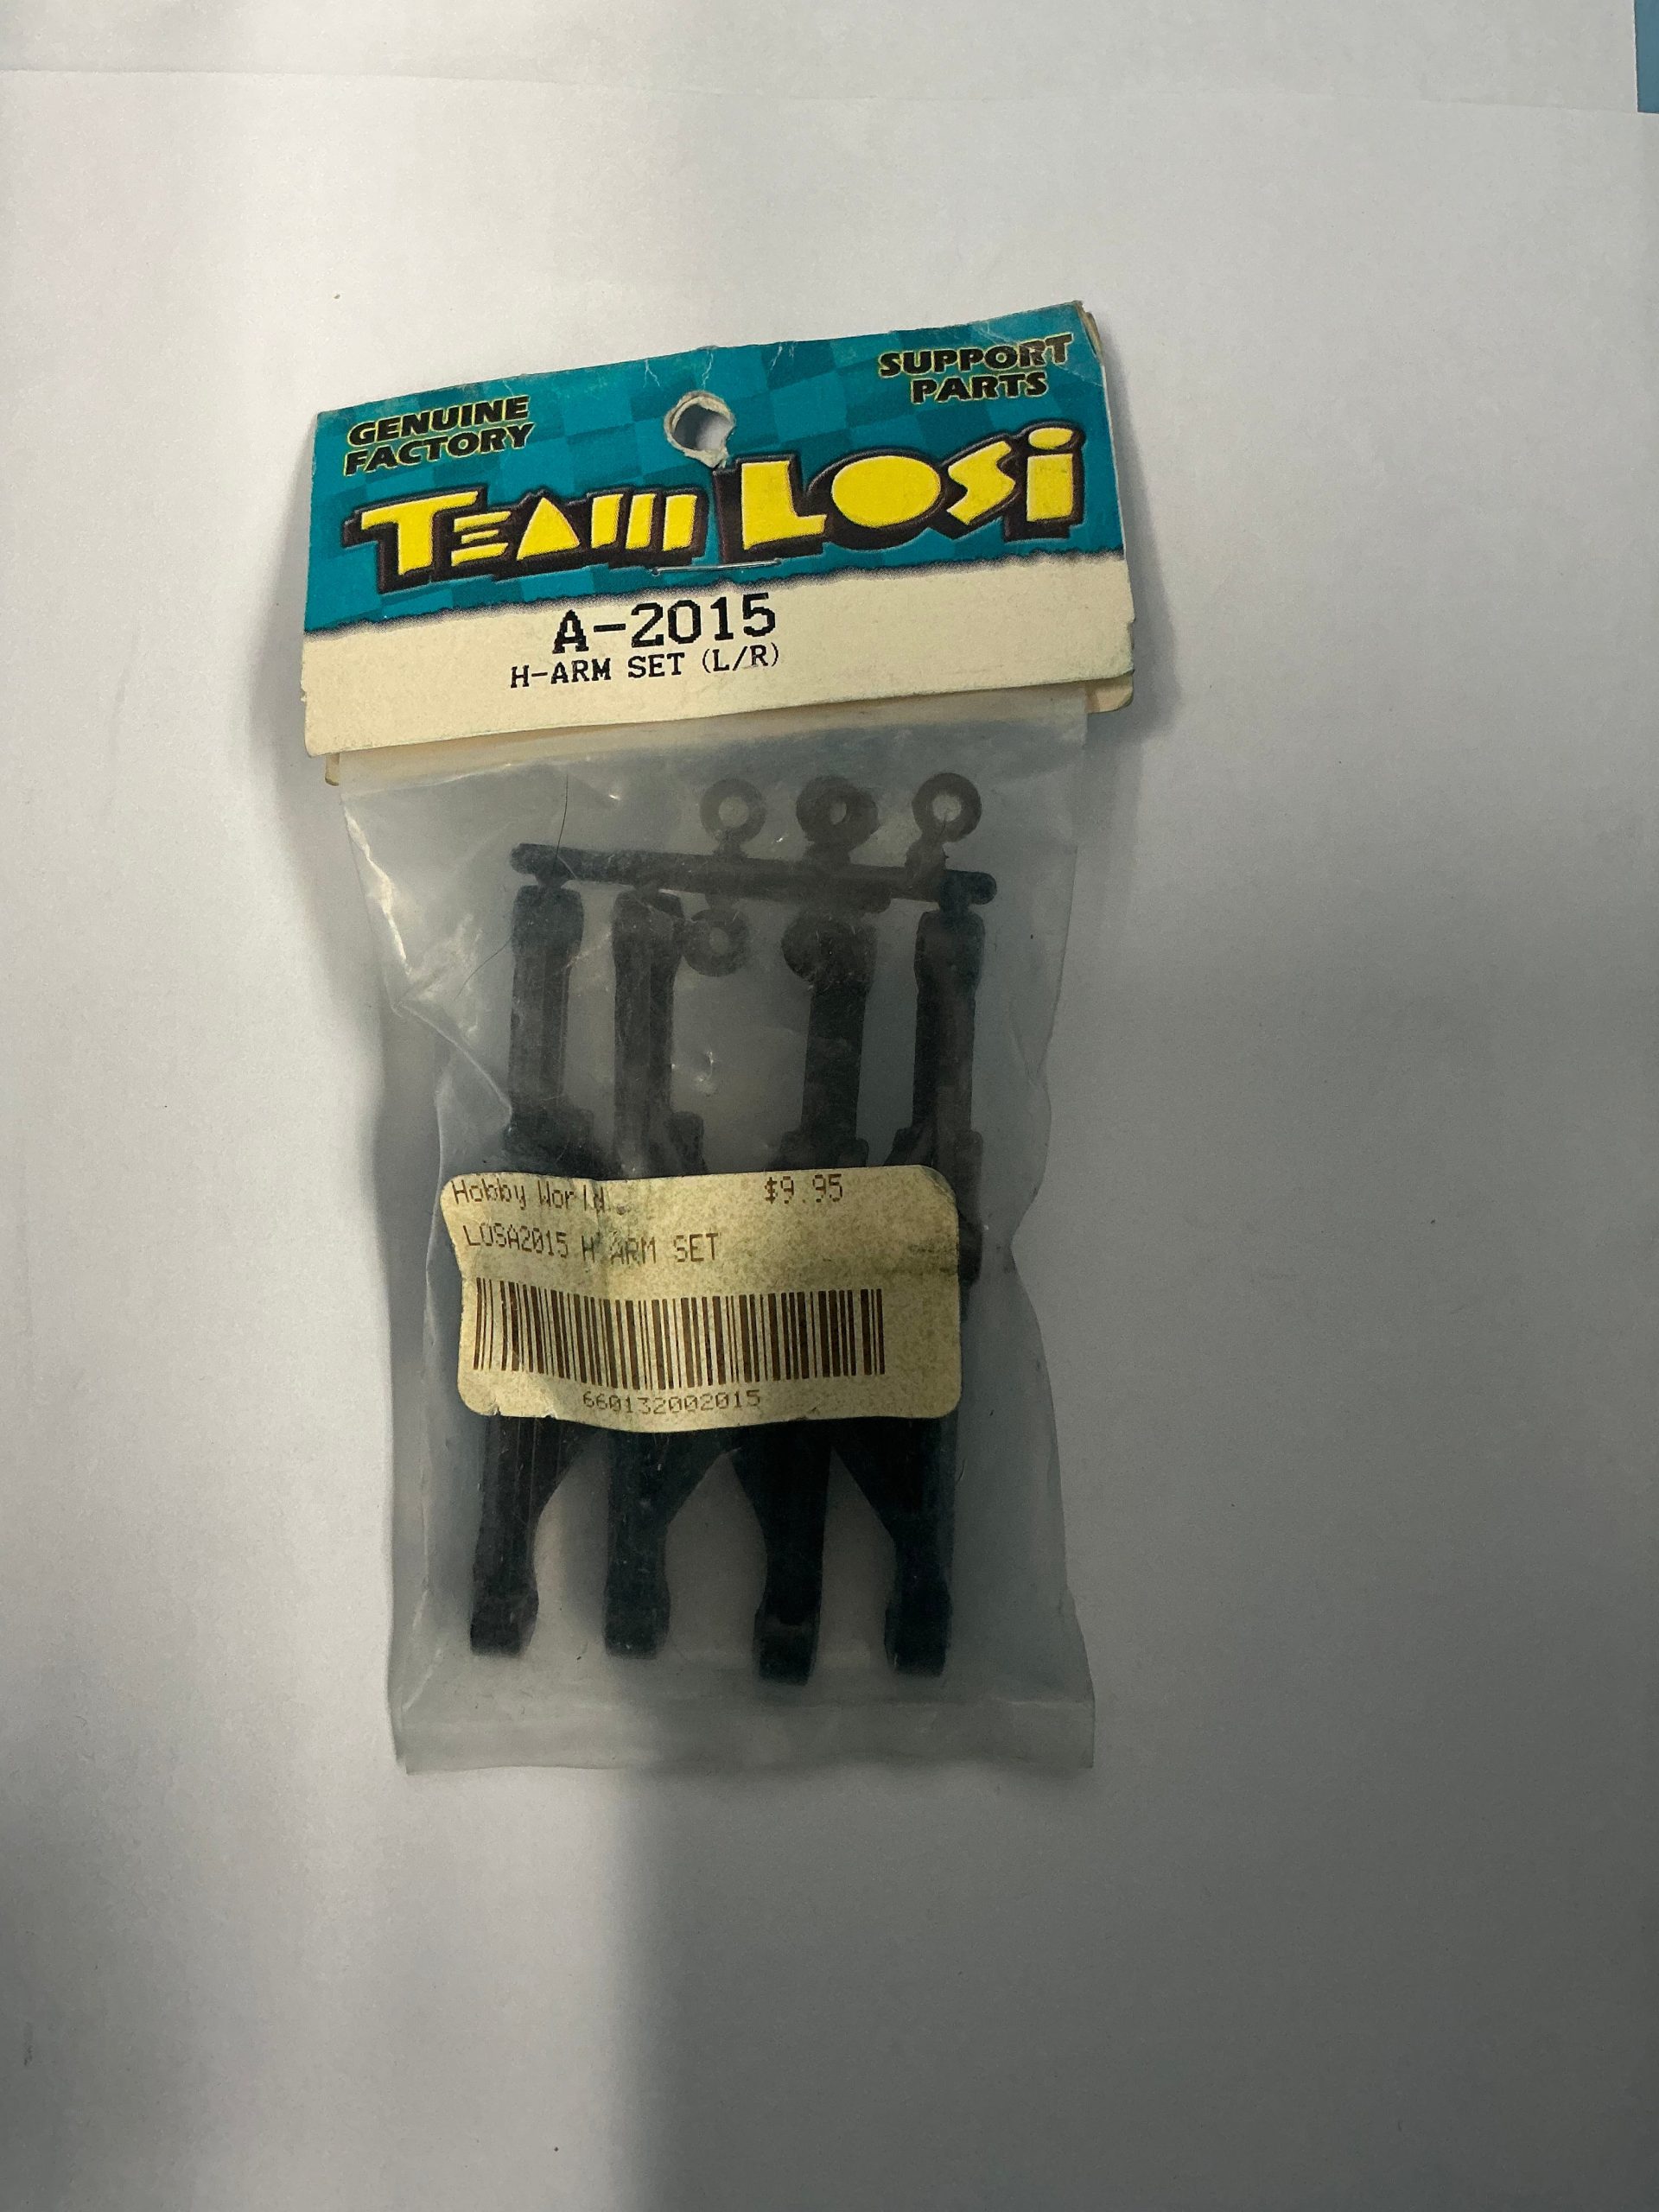 GENUINE
FACTORY
SUPPORT
PARTS
TEAM LOSi
A-2015
H-ARM SET (L/R)
Hobby World $9.95
LOSA2015 H ARM SET
660132002015